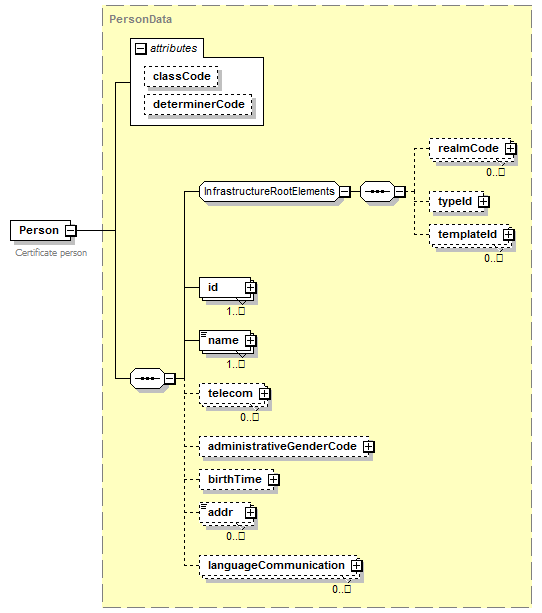 PersonData
attributes
classCode
determinerCode
InfrastructureRootElements
realmCode
0..□
typeId
templateId
0..□
Person
Certificate person
id
1..□
name
1..□
telecom
0..□
administrativeGenderCode
birthTime
addr
0..□
languageCommunication
0..□